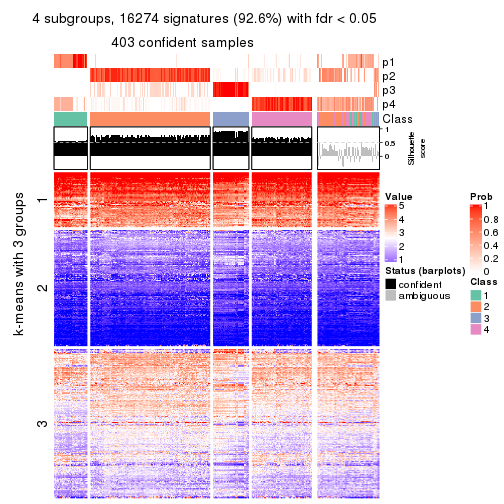 4 subgroups, 16274 signatures (92.6%) with fdr < 0.05
403 confident samples
p1
p2
p3
p4
Class
1
0.5
0
Silhouette
score
k-means with 3 groups
1
2
3
Value
5
4
3
2
1
Status (barplots)
confident
ambiguous
Prob
1
0.8
0.6
0.4
0.2
0
Class
1
2
3
4